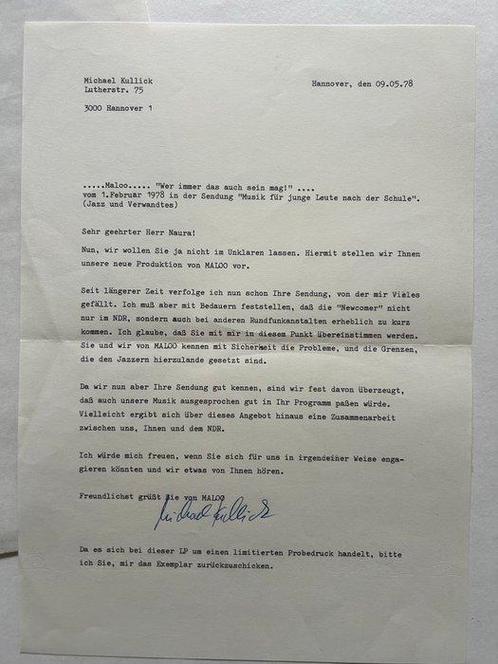 Michael Kullick
Lutherstr. 75
3000 Hannover 1
Hannover, den 09.05.78
.....Maloo..... "Wer immer das auch sein mag!" ....
vom 1.Februar 1978 in der Sendung "Musik für junge Leute nach der Schule".
(Jazz und Verwandtes)
Sehr geehrter Herr Naura!
Nun, wir wollen Sie ja nicht im Unklaren lassen. Hiermit stellen wir Ihnen
unsere neue Produktion von MALOO vor.
Seit längerer Zeit verfolge ich nun schon Ihre Sendung, von der mir Vieles
gefällt. Ich muß aber mit Bedauern feststellen, daß die "Newcomer" nicht
nur im NDR, sondern auch bei anderen Rundfunkanstalten erheblich zu kurz
kommen. Ich glaube, daß Sie mit mir in diesem Punkt übereinstimmen werden.
Sie und wir von MALOO kennen mit Sicherheit die Probleme, und die Grenzen,
die den Jazzern hierzulande gesetzt sind.
Da wir nun aber Ihre Sendung gut kennen, sind wir fest davon überzeugt,
daß auch unsere Musik ausgesprochen gut in Ihr Programm paßen würde.
Vielleicht ergibt sich über dieses Angebot hinaus eine Zusammenarbeit
zwischen uns, Ihnen und dem NDR.
Ich würde mich freuen, wenn Sie sich für uns in irgendeiner Weise enga-
gieren könnten und wir etwas von Ihnen hören.
Freundlichst grüßt Sie von MALOO
Michael Kullick
Da es sich bei dieser LP um einen limitierten Probedruck handelt, bitte
ich Sie, mir das Exemplar zurückzuschicken.